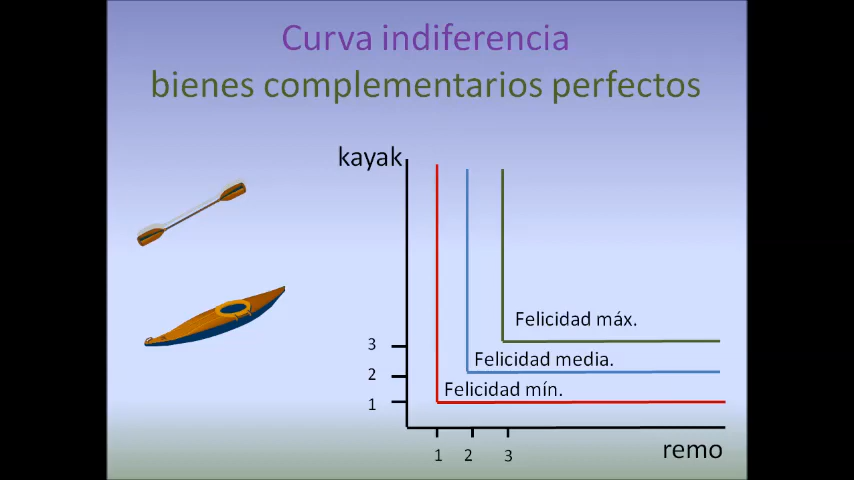 Curva indiferencia
bienes complementarios perfectos
kayak
Felicidad máx.
3
Felicidad media.
2
Felicidad mín.
1
1 2 3
remo